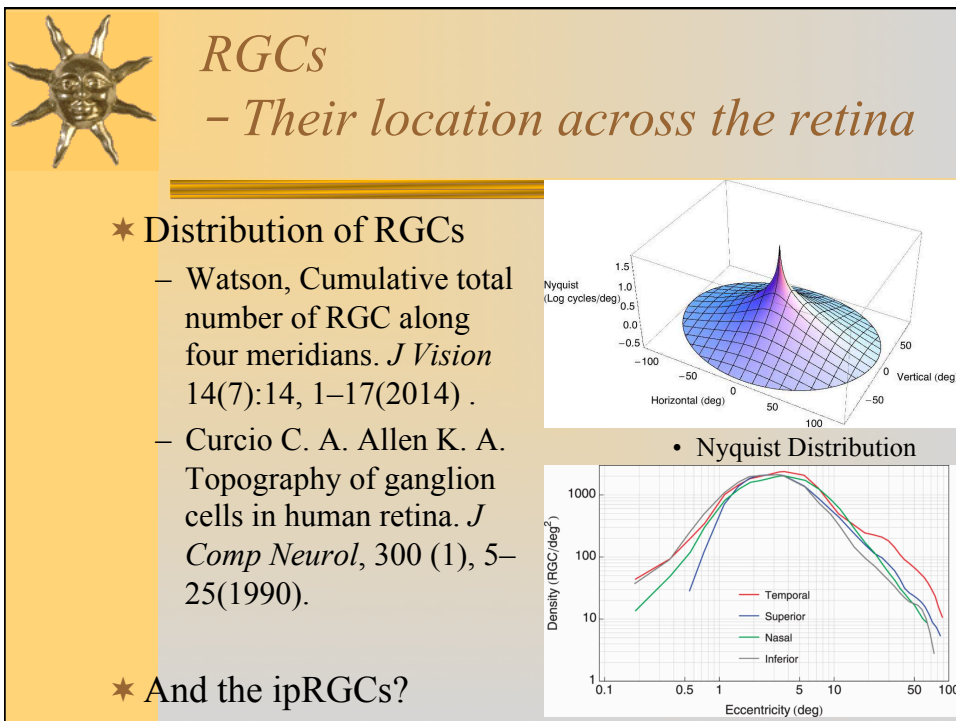 RGCs
– Their location across the retina
✶ Distribution of RGCs
– Watson, Cumulative total
number of RGC along
four meridians. J Vision
14(7):14, 1–17(2014) .
– Curcio C. A. Allen K. A.
Topography of ganglion
cells in human retina. J
Comp Neurol, 300 (1), 5–
25(1990).
✶ And the ipRGCs?
Nyquist
(Log cycles/deg)
1.5
1.0
0.5
0.0
−0.5
−100
−50
0
50
100
Horizontal (deg)
50
0
−50
Vertical (deg)
• Nyquist Distribution
Density (RGC/deg²)
1000
100
10
1
Temporal
Superior
Nasal
Inferior
0.1 0.5 1 5 10 50 100
Eccentricity (deg)